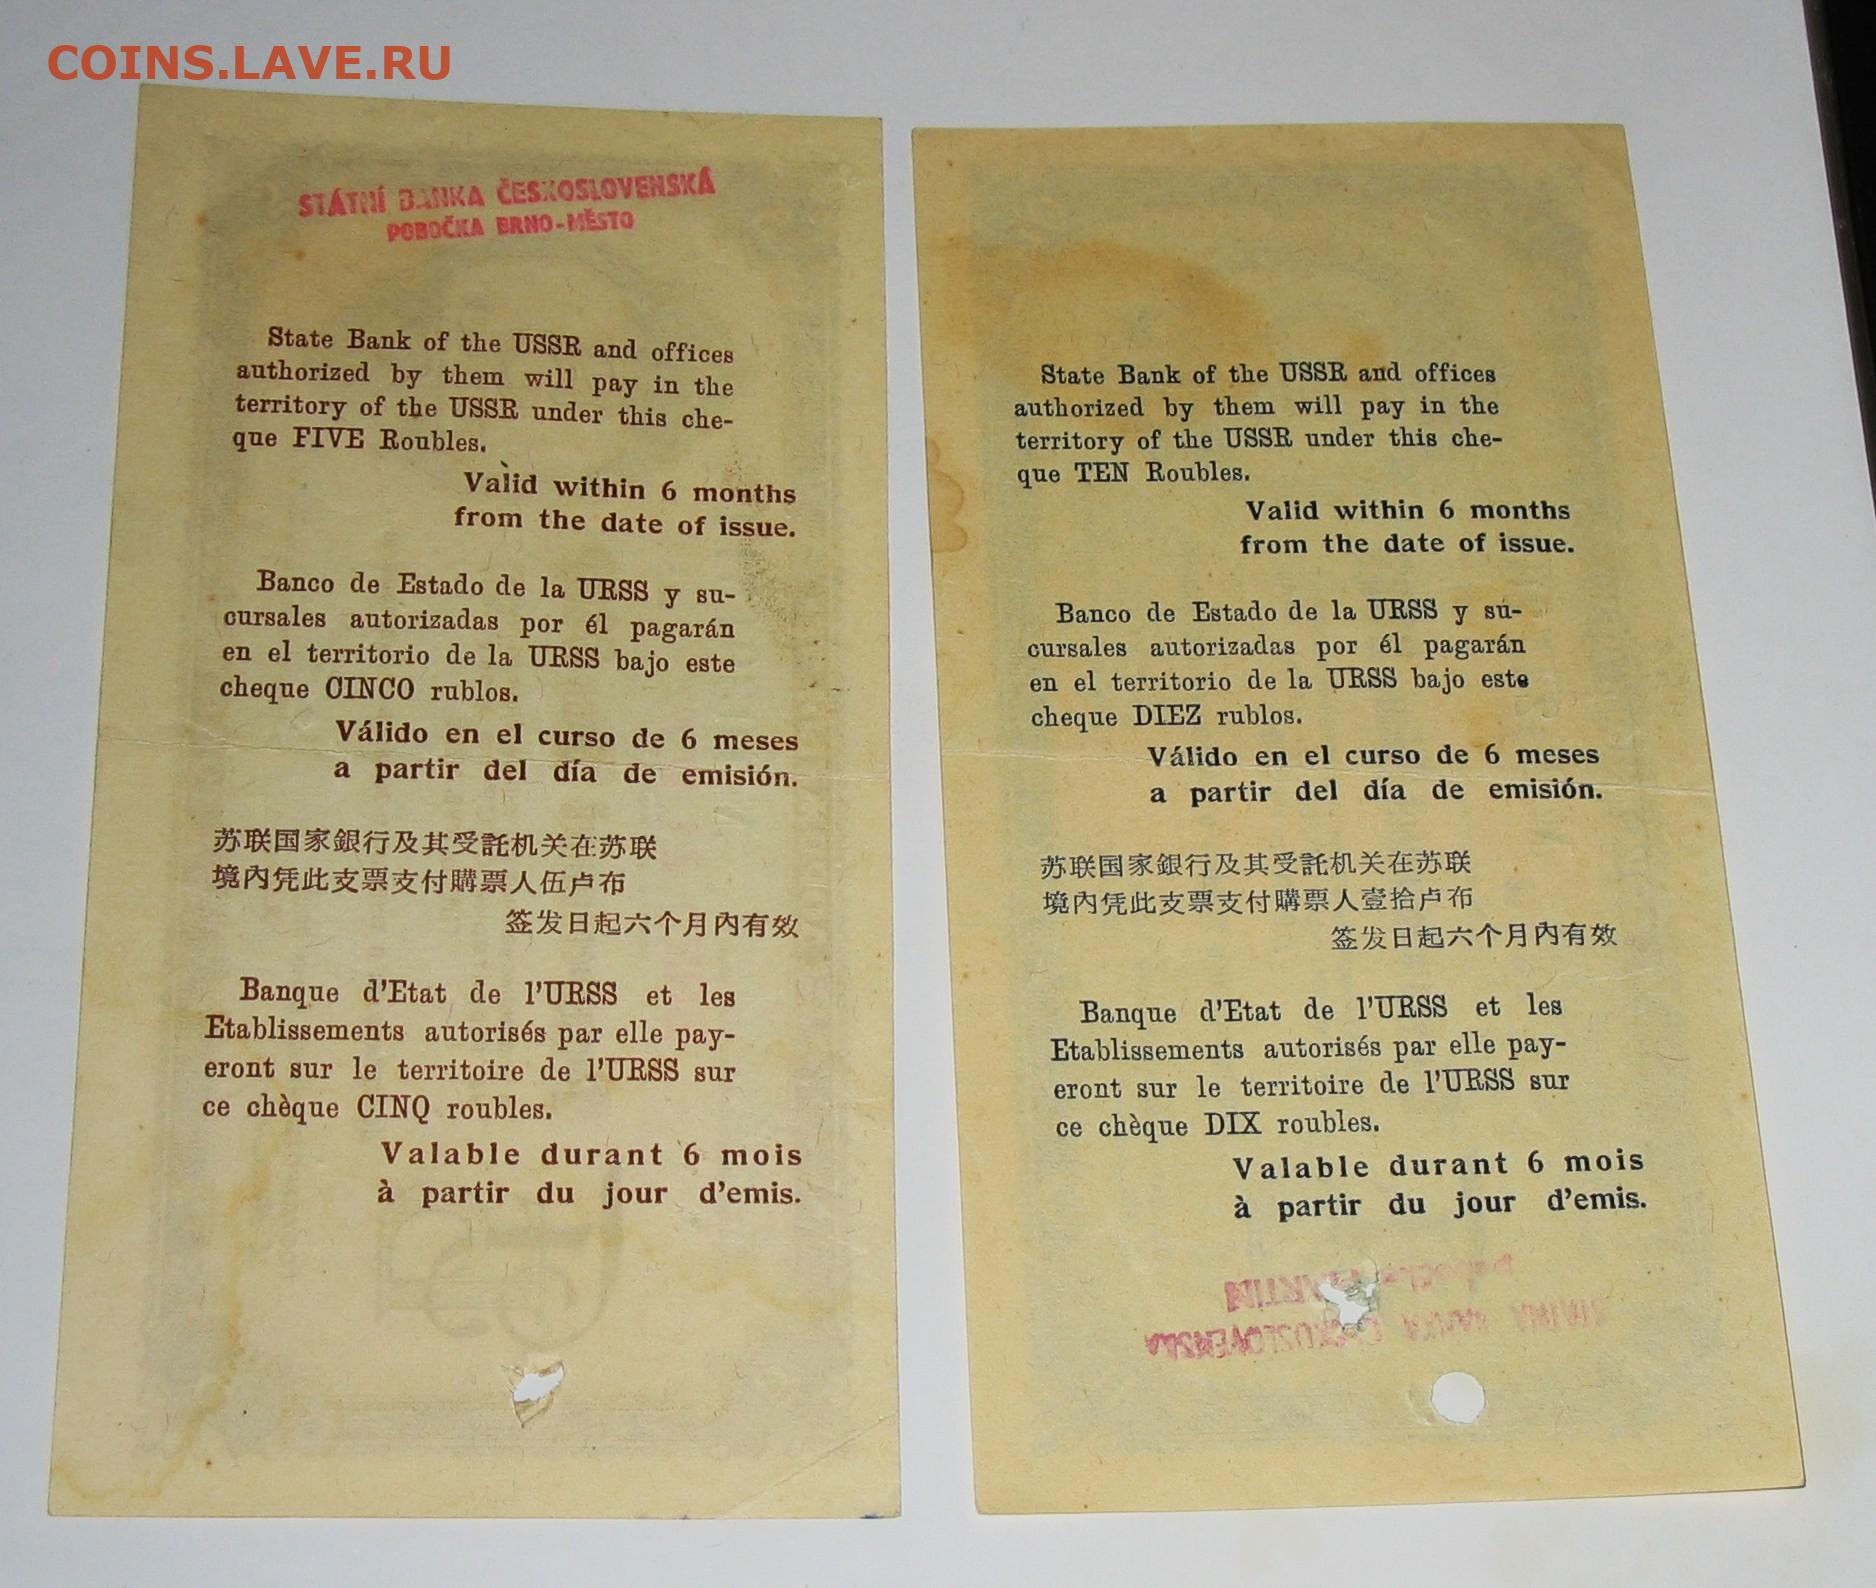 COINS.LAVE.RU
STÁTNÍ BANKA ČESKOSLOVENSKÁ
POBOČKA BRNO-MĚSTO
State Bank of the USSR and offices
authorized by them will pay in the
territory of the USSR under this che-
que FIVE Roubles.
Valid within 6 months
from the date of issue.
Banco de Estado de la URSS y su-
cursales autorizadas por él pagarán
en el territorio de la URSS bajo este
cheque CINCO rublos.
Válido en el curso de 6 meses
a partir del día de emisión.
苏联国家銀行及其受託机关在苏联
境內凭此支票支付購票人伍卢布
签发日起六个月內有效
Banque d'Etat de l'URSS et les
Etablissements autorisés par elle pay-
eront sur le territoire de l'URSS sur
ce chèque CINQ roubles.
Valable durant 6 mois
à partir du jour d'emis.
State Bank of the USSR and offices
authorized by them will pay in the
territory of the USSR under this che-
que TEN Roubles.
Valid within 6 months
from the date of issue.
Banco de Estado de la URSS y su-
cursales autorizadas por él pagarán
en el territorio de la URSS bajo este
cheque DIEZ rublos.
Válido en el curso de 6 meses
a partir del día de emisión.
苏联国家銀行及其受託机关在苏联
境內凭此支票支付購票人壹拾卢布
签发日起六个月內有效
Banque d'Etat de l'URSS et les
Etablissements autorisés par elle pay-
eront sur le territoire de l'URSS sur
ce chèque DIX roubles.
Valable durant 6 mois
à partir du jour d'emis.